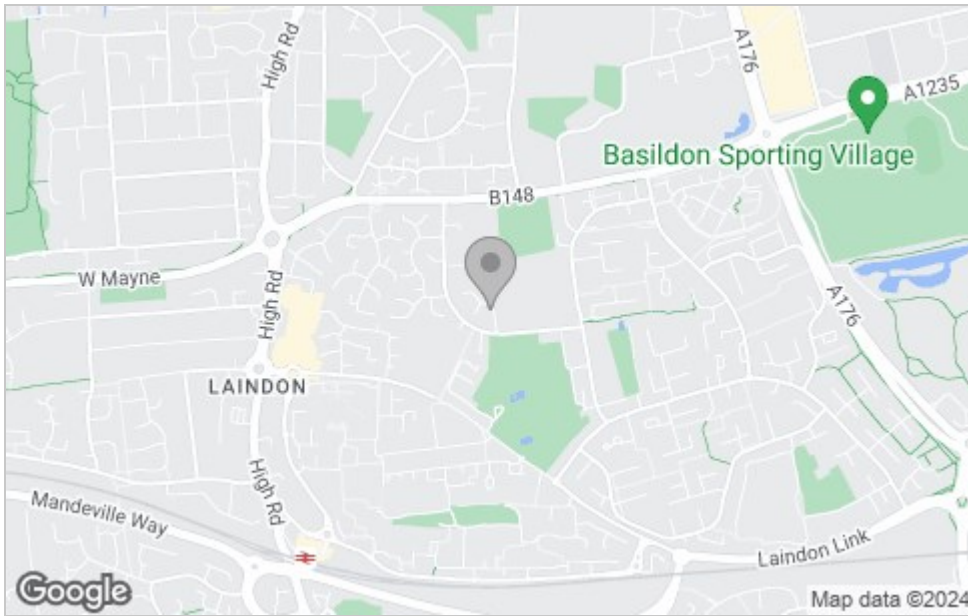 High Rd
A176
A1235
Basildon Sporting Village
B148
W Mayne
High Rd
A176
LAINDON
High Rd
Mandeville Way
Laindon Link
Google
Map data ©2024